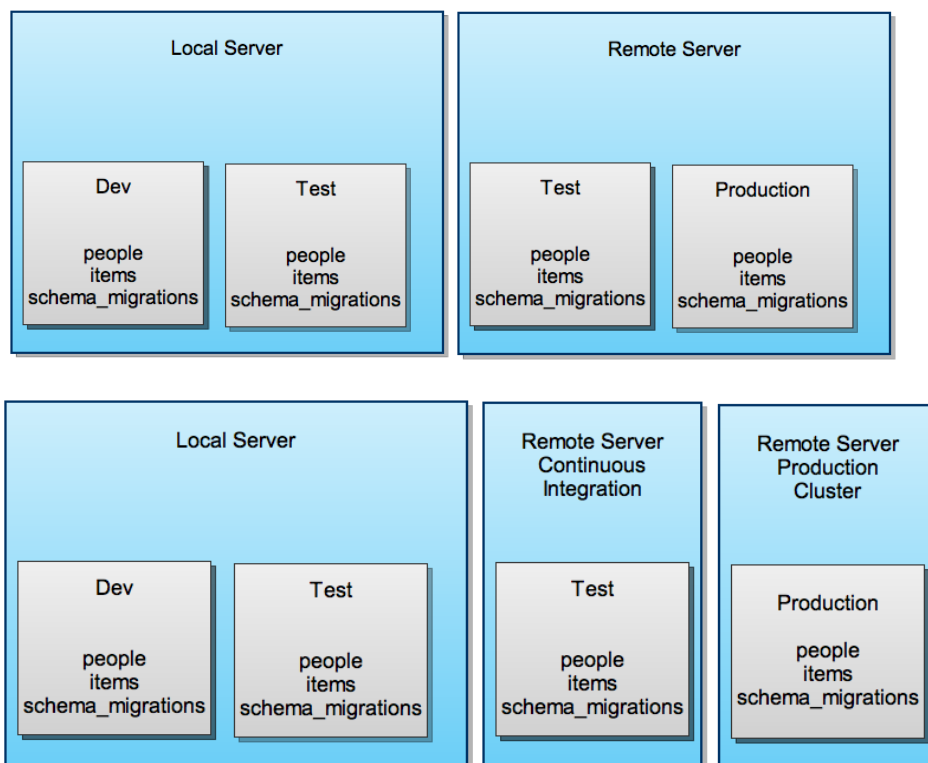 Local Server
Dev
people
items
schema_migrations
Test
people
items
schema_migrations
Remote Server
Test
people
items
schema_migrations
Production
people
items
schema_migrations
Local Server
Dev
people
items
schema_migrations
Test
people
items
schema_migrations
Remote Server
Continuous
Integration
Test
people
items
schema_migrations
Remote Server
Production
Cluster
Production
people
items
schema_migrations